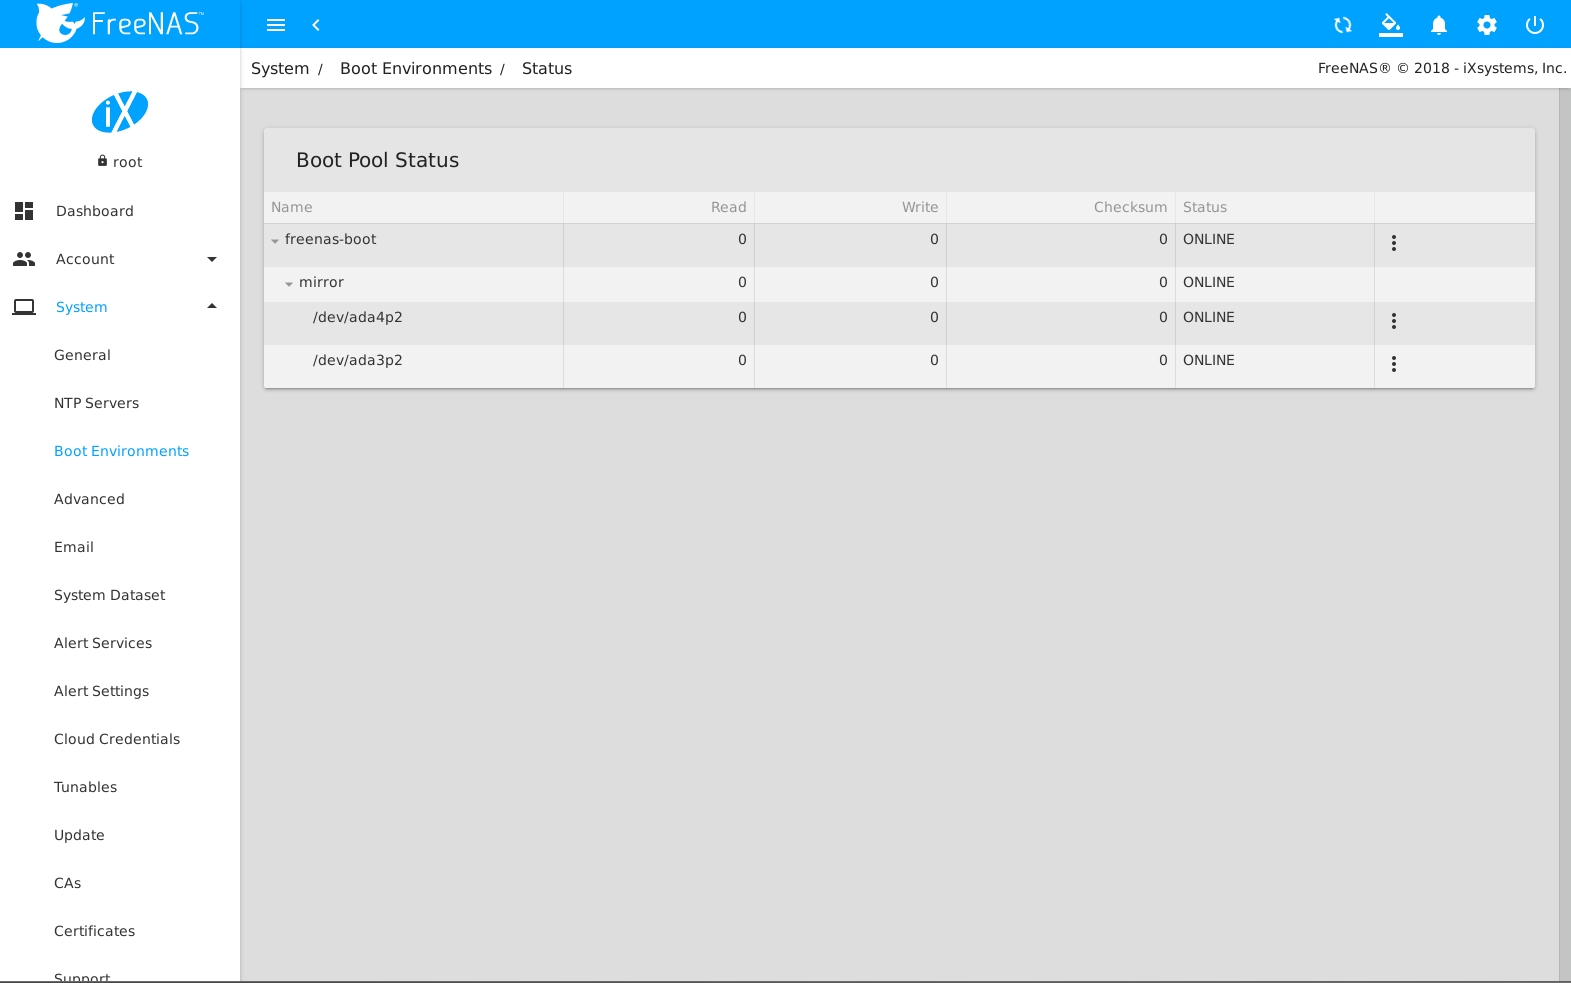 FreeNAS™
System / Boot Environments / Status
FreeNAS® © 2018 - iXsystems, Inc.
iX
root
Dashboard
Account
System
General
NTP Servers
Boot Environments
Advanced
Email
System Dataset
Alert Services
Alert Settings
Cloud Credentials
Tunables
Update
CAs
Certificates
Support
Boot Pool Status
Name Read Write Checksum Status
freenas-boot 0 0 0 ONLINE
mirror 0 0 0 ONLINE
/dev/ada4p2 0 0 0 ONLINE
/dev/ada3p2 0 0 0 ONLINE